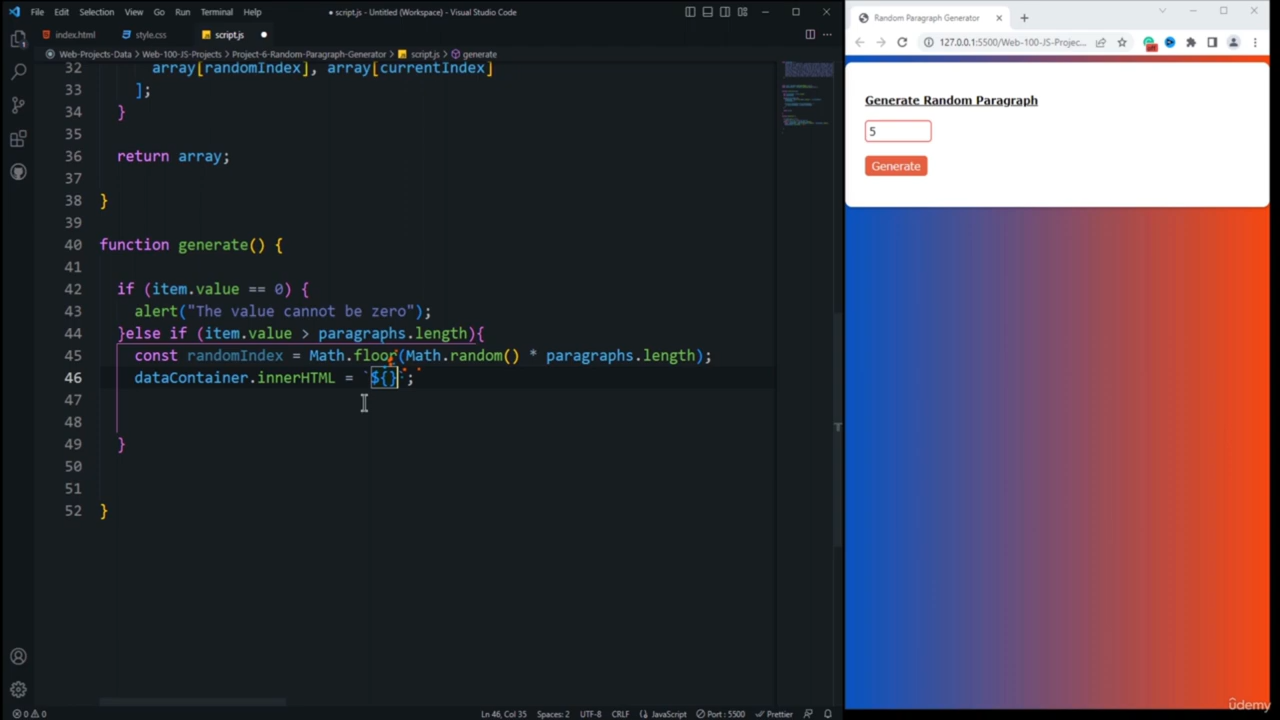 File Edit Selection View Go Run Terminal Help
script.js - Untitled (Workspace) - Visual Studio Code
index.html style.css script.js
Web-Projects-Data > Web-100-JS-Projects > Project-6-Random-Paragraph-Generator > script.js > generate
32 array[randomIndex], array[currentIndex]
33 ];
34 }
35
36 return array;
37
38 }
39
40 function generate() {
41
42 if (item.value == 0) {
43 alert("The value cannot be zero");
44 }else if (item.value > paragraphs.length){
45 const randomIndex = Math.floor(Math.random() * paragraphs.length);
46 dataContainer.innerHTML = `${}`;
47
48
49 }
50
51
52 }
0 0
Ln 46, Col 35 Spaces: 2 UTF-8 CRLF JavaScript Port : 5500 Prettier
Random Paragraph Generator
127.0.0.1:5500/Web-100-JS-Projec...
Generate Random Paragraph
5
Generate
udemy